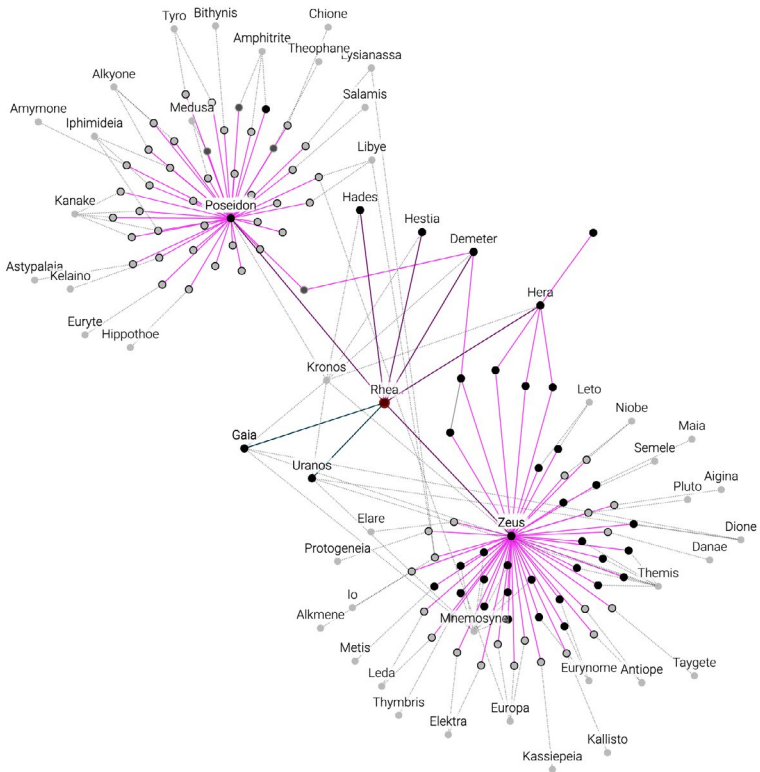 Tyro
Bithynis
Chione
Amphitrite
Theophane
Lysianassa
Alkyone
Salamis
Medusa
Amymone
Iphimideia
Libye
Kanake
Poseidon
Hades
Hestia
Demeter
Astypalaia
Kelaino
Hera
Euryte
Hippothoe
Kronos
Rhea
Leto
Niobe
Gaia
Maia
Uranos
Semele
Aigina
Pluto
Elare
Zeus
Dione
Protogeneia
Danae
Themis
Io
Alkmene
Mnemosyne
Metis
Leda
Eurynome
Antiope
Taygete
Thymbris
Europa
Elektra
Kallisto
Kassiepeia